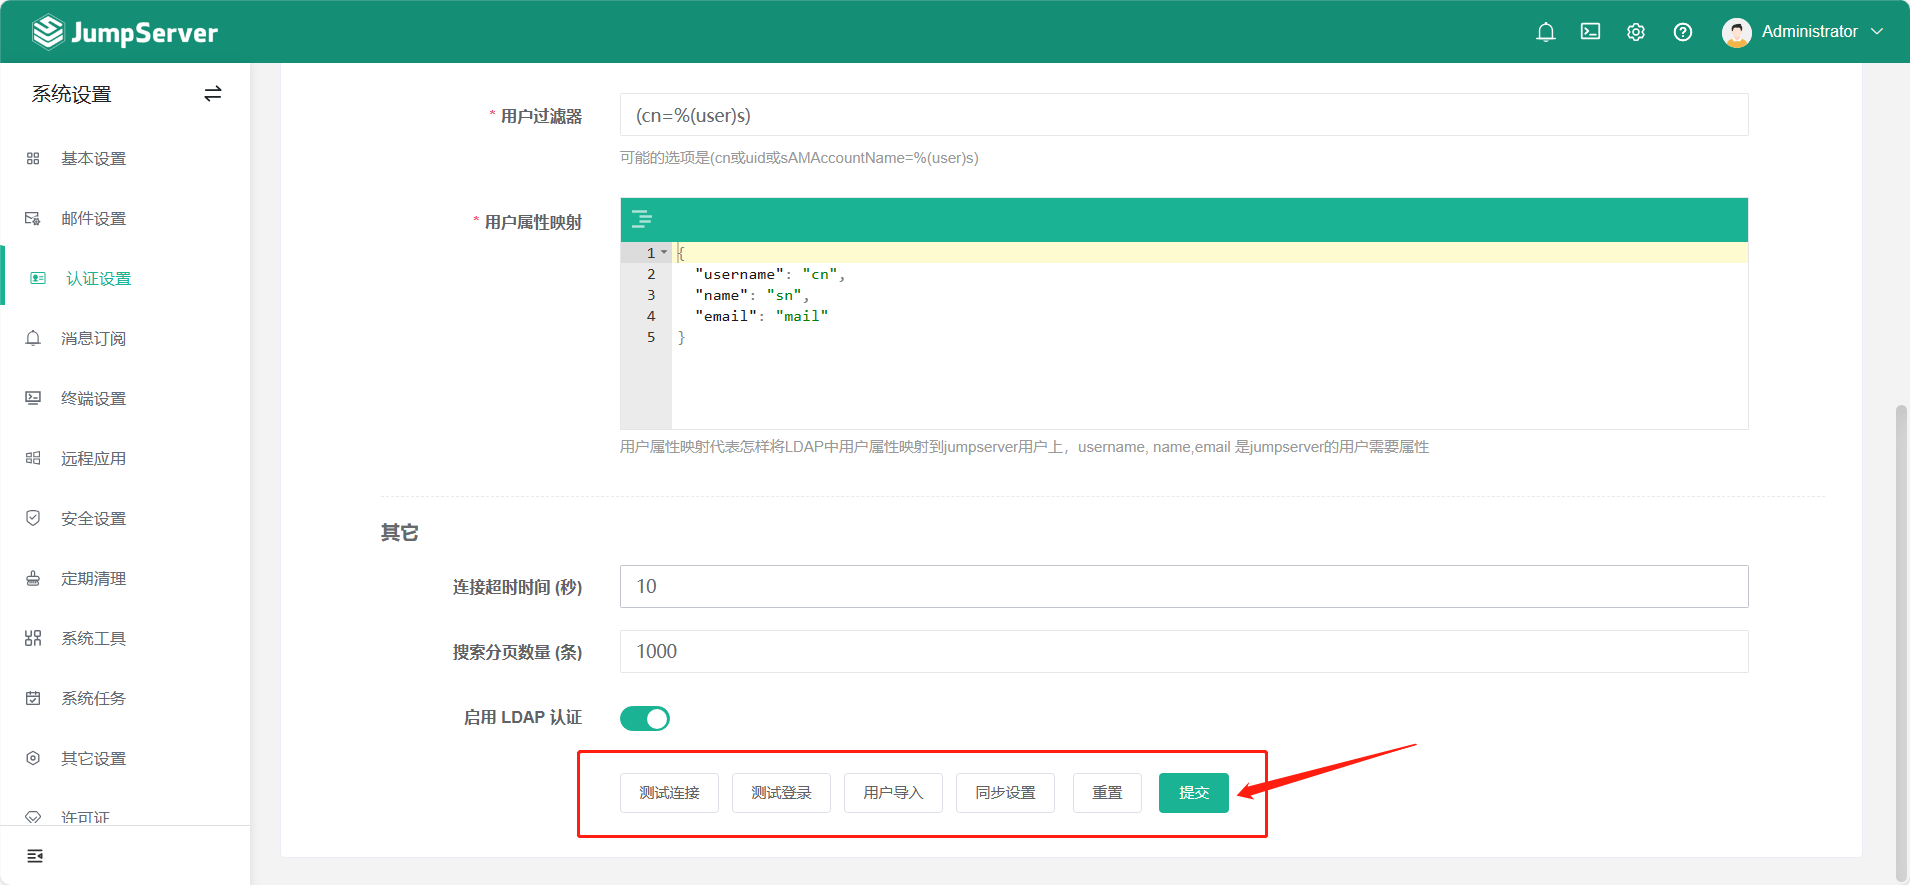 JumpServer
Administrator
系统设置
基本设置
邮件设置
认证设置
消息订阅
终端设置
远程应用
安全设置
定期清理
系统工具
系统任务
其它设置
许可证
* 用户过滤器
(cn=%(user)s)
可能的选项是(cn或uid或sAMAccountName=%(user)s)
* 用户属性映射
1 {
2 "username": "cn",
3 "name": "sn",
4 "email": "mail"
5 }
用户属性映射代表怎样将LDAP中用户属性映射到jumpserver用户上，username, name,email 是jumpserver的用户需要属性
其它
连接超时时间 (秒)
10
搜索分页数量 (条)
1000
启用 LDAP 认证
测试连接 测试登录 用户导入 同步设置 重置 提交